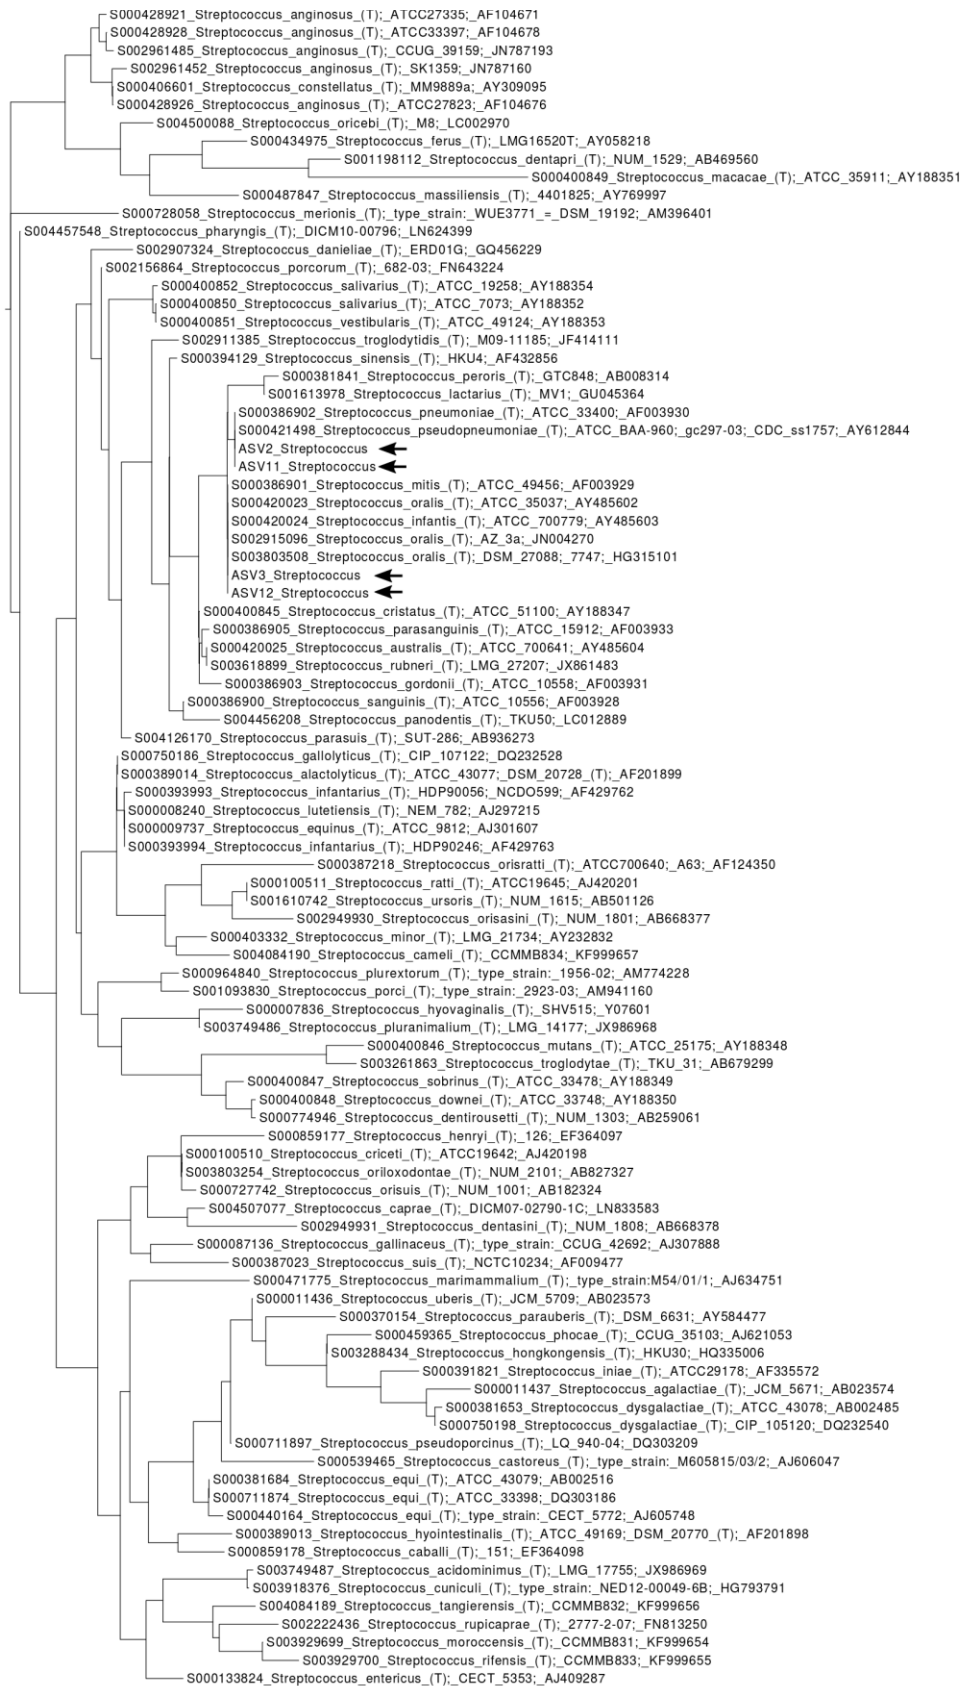 S000428921_Streptococcus_anginosus_(T);_ATCC27335;_AF104671
S000428928_Streptococcus_anginosus_(T);_ATCC33397;_AF104678
S002961485_Streptococcus_anginosus_(T);_CCUG_39159;_JN787193
S002961452_Streptococcus_anginosus_(T);_SK1359;_JN787160
S000406601_Streptococcus_constellatus_(T);_MM9889a;_AY309095
S000428926_Streptococcus_anginosus_(T);_ATCC27823;_AF104676
S004500088_Streptococcus_oricebi_(T);_M8;_LC002970
S000434975_Streptococcus_ferus_(T);_LMG16520T;_AY058218
S001198112_Streptococcus_dentapri_(T);_NUM_1529;_AB469560
S000400849_Streptococcus_macacae_(T);_ATCC_35911;_AY188351
S000487847_Streptococcus_massiliensis_(T);_4401825;_AY769997
S000728058_Streptococcus_merionis_(T);_type_strain:_WUE3771_=_DSM_19192;_AM396401
S004457548_Streptococcus_pharyngis_(T);_DICM10-00796;_LN624399
S002907324_Streptococcus_danieliae_(T);_ERD01G;_GQ456229
S002156864_Streptococcus_porcorum_(T);_682-03;_FN643224
S000400852_Streptococcus_salivarius_(T);_ATCC_19258;_AY188354
S000400850_Streptococcus_salivarius_(T);_ATCC_7073;_AY188352
S000400851_Streptococcus_vestibularis_(T);_ATCC_49124;_AY188353
S002911385_Streptococcus_troglodytidis_(T);_M09-11185;_JF414111
S000394129_Streptococcus_sinensis_(T);_HKU4;_AF432856
S000381841_Streptococcus_peroris_(T);_GTC848;_AB008314
S001613978_Streptococcus_lactarius_(T);_MV1;_GU045364
S000386902_Streptococcus_pneumoniae_(T);_ATCC_33400;_AF003930
S000421498_Streptococcus_pseudopneumoniae_(T);_ATCC_BAA-960;_gc297-03;_CDC_ss1757;_AY612844
ASV2_Streptococcus
ASV11_Streptococcus
S000386901_Streptococcus_mitis_(T);_ATCC_49456;_AF003929
S000420023_Streptococcus_oralis_(T);_ATCC_35037;_AY485602
S000420024_Streptococcus_infantis_(T);_ATCC_700779;_AY485603
S002915096_Streptococcus_oralis_(T);_AZ_3a;_JN004270
S003803508_Streptococcus_oralis_(T);_DSM_27088;_7747;_HG315101
ASV3_Streptococcus
ASV12_Streptococcus
S000400845_Streptococcus_cristatus_(T);_ATCC_51100;_AY188347
S000386905_Streptococcus_parasanguinis_(T);_ATCC_15912;_AF003933
S000420025_Streptococcus_australis_(T);_ATCC_700641;_AY485604
S003618899_Streptococcus_rubneri_(T);_LMG_27207;_JX861483
S000386903_Streptococcus_gordonii_(T);_ATCC_10558;_AF003931
S000386900_Streptococcus_sanguinis_(T);_ATCC_10556;_AF003928
S004456208_Streptococcus_panodentis_(T);_TKU50;_LC012889
S004126170_Streptococcus_parasuis_(T);_SUT-286;_AB936273
S000750186_Streptococcus_gallolyticus_(T);_CIP_107122;_DQ232528
S000389014_Streptococcus_alactolyticus_(T);_ATCC_43077;_DSM_20728_(T);_AF201899
S000393993_Streptococcus_infantarius_(T);_HDP90056;_NCDO599;_AF429762
S000008240_Streptococcus_lutetiensis_(T);_NEM_782;_AJ297215
S000009737_Streptococcus_equinus_(T);_ATCC_9812;_AJ301607
S000393994_Streptococcus_infantarius_(T);_HDP90246;_AF429763
S000387218_Streptococcus_orisratti_(T);_ATCC700640;_A63;_AF124350
S000100511_Streptococcus_ratti_(T);_ATCC19645;_AJ420201
S001610742_Streptococcus_ursoris_(T);_NUM_1615;_AB501126
S002949930_Streptococcus_orisasini_(T);_NUM_1801;_AB668377
S000403332_Streptococcus_minor_(T);_LMG_21734;_AY232832
S004084190_Streptococcus_cameli_(T);_CCMMB834;_KF999657
S000964840_Streptococcus_plurextorum_(T);_type_strain:_1956-02;_AM774228
S001093830_Streptococcus_porci_(T);_type_strain:_2923-03;_AM941160
S000007836_Streptococcus_hyovaginalis_(T);_SHV515;_Y07601
S003749486_Streptococcus_pluranimalium_(T);_LMG_14177;_JX986968
S000400846_Streptococcus_mutans_(T);_ATCC_25175;_AY188348
S003261863_Streptococcus_troglodytae_(T);_TKU_31;_AB679299
S000400847_Streptococcus_sobrinus_(T);_ATCC_33478;_AY188349
S000400848_Streptococcus_downei_(T);_ATCC_33748;_AY188350
S000774946_Streptococcus_dentirousetti_(T);_NUM_1303;_AB259061
S000859177_Streptococcus_henryi_(T);_126;_EF364097
S000100510_Streptococcus_criceti_(T);_ATCC19642;_AJ420198
S003803254_Streptococcus_oriloxodontae_(T);_NUM_2101;_AB827327
S000727742_Streptococcus_orisuis_(T);_NUM_1001;_AB182324
S004507077_Streptococcus_caprae_(T);_DICM07-02790-1C;_LN833583
S002949931_Streptococcus_dentasini_(T);_NUM_1808;_AB668378
S000087136_Streptococcus_gallinaceus_(T);_type_strain:_CCUG_42692;_AJ307888
S000387023_Streptococcus_suis_(T);_NCTC10234;_AF009477
S000471775_Streptococcus_marimammalium_(T);_type_strain:M54/01/1;_AJ634751
S000011436_Streptococcus_uberis_(T);_JCM_5709;_AB023573
S000370154_Streptococcus_parauberis_(T);_DSM_6631;_AY584477
S000459365_Streptococcus_phocae_(T);_CCUG_35103;_AJ621053
S003288434_Streptococcus_hongkongensis_(T);_HKU30;_HQ335006
S000391821_Streptococcus_iniae_(T);_ATCC29178;_AF335572
S000011437_Streptococcus_agalactiae_(T);_JCM_5671;_AB023574
S000381653_Streptococcus_dysgalactiae_(T);_ATCC_43078;_AB002485
S000750198_Streptococcus_dysgalactiae_(T);_CIP_105120;_DQ232540
S000711897_Streptococcus_pseudoporcinus_(T);_LQ_940-04;_DQ303209
S000539465_Streptococcus_castoreus_(T);_type_strain:_M605815/03/2;_AJ606047
S000381684_Streptococcus_equi_(T);_ATCC_43079;_AB002516
S000711874_Streptococcus_equi_(T);_ATCC_33398;_DQ303186
S000440164_Streptococcus_equi_(T);_type_strain:_CECT_5772;_AJ605748
S000389013_Streptococcus_hyointestinalis_(T);_ATCC_49169;_DSM_20770_(T);_AF201898
S000859178_Streptococcus_caballi_(T);_151;_EF364098
S003749487_Streptococcus_acidominimus_(T);_LMG_17755;_JX986969
S003918376_Streptococcus_cuniculi_(T);_type_strain:_NED12-00049-6B;_HG793791
S004084189_Streptococcus_tangierensis_(T);_CCMMB832;_KF999656
S002222436_Streptococcus_rupicaprae_(T);_2777-2-07;_FN813250
S003929699_Streptococcus_moroccensis_(T);_CCMMB831;_KF999654
S003929700_Streptococcus_rifensis_(T);_CCMMB833;_KF999655
S000133824_Streptococcus_entericus_(T);_CECT_5353;_AJ409287